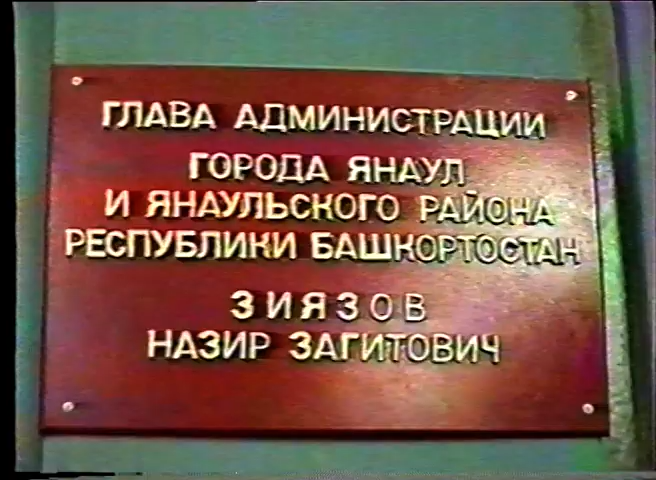 ГЛАВА АДМИНИСТРАЦИИ
ГОРОДА ЯНАУЛ
И ЯНАУЛЬСКОГО РАЙОНА
РЕСПУБЛИКИ БАШКОРТОСТАН
ЗИЯЗОВ
НАЗИР ЗАГИТОВИЧ